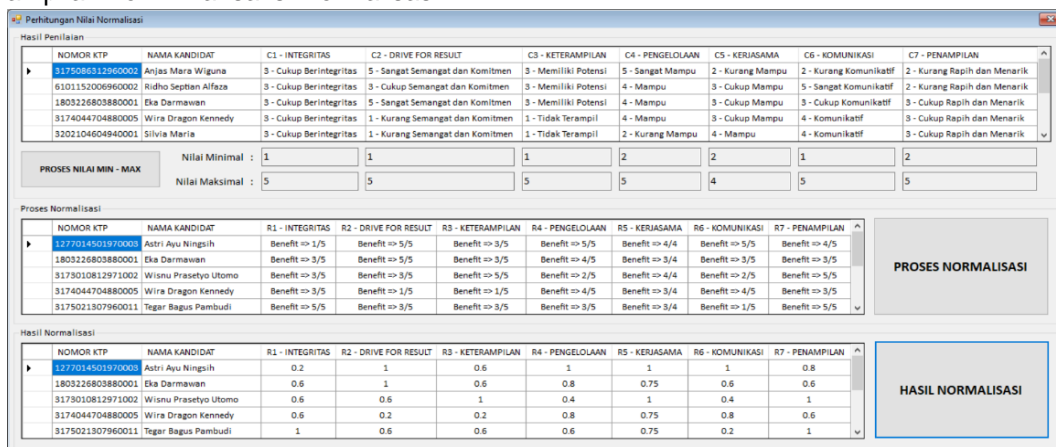 Perhitungan Nilai Normalisasi
Hasil Penilaian
NOMOR KTP NAMA KANDIDAT C1 - INTEGRITAS C2 - DRIVE FOR RESULT C3 - KETERAMPILAN C4 - PENGELOLAAN C5 - KERJASAMA C6 - KOMUNIKASI C7 - PENAMPILAN
3175086312960002 Anjas Mara Wiguna 3 - Cukup Berintegritas 5 - Sangat Semangat dan Komitmen 3 - Memiliki Potensi 5 - Sangat Mampu 2 - Kurang Mampu 2 - Kurang Komunikatif 2 - Kurang Rapih dan Menarik
6101152006960002 Ridho Septian Alfaza 3 - Cukup Berintegritas 3 - Cukup Semangat dan Komitmen 3 - Memiliki Potensi 4 - Mampu 3 - Cukup Mampu 5 - Sangat Komunikatif 2 - Kurang Rapih dan Menarik
1803226803880001 Eka Darmawan 3 - Cukup Berintegritas 5 - Sangat Semangat dan Komitmen 3 - Memiliki Potensi 4 - Mampu 3 - Cukup Mampu 3 - Cukup Komunikatif 3 - Cukup Rapih dan Menarik
3174044704880005 Wira Dragon Kennedy 3 - Cukup Berintegritas 1 - Kurang Semangat dan Komitmen 1 - Tidak Terampil 4 - Mampu 3 - Cukup Mampu 4 - Komunikatif 3 - Cukup Rapih dan Menarik
3202104604940001 Silvia Maria 3 - Cukup Berintegritas 1 - Kurang Semangat dan Komitmen 1 - Tidak Terampil 2 - Kurang Mampu 4 - Mampu 4 - Komunikatif 3 - Cukup Rapih dan Menarik
PROSES NILAI MIN - MAX
Nilai Minimal : 1 1 1 2 2 1 2
Nilai Maksimal : 5 5 5 5 4 5 5
Proses Normalisasi
NOMOR KTP NAMA KANDIDAT R1 - INTEGRITAS R2 - DRIVE FOR RESULT R3 - KETERAMPILAN R4 - PENGELOLAAN R5 - KERJASAMA R6 - KOMUNIKASI R7 - PENAMPILAN
1277014501970003 Astri Ayu Ningsih Benefit => 1/5 Benefit => 5/5 Benefit => 3/5 Benefit => 5/5 Benefit => 4/4 Benefit => 5/5 Benefit => 4/5
1803226803880001 Eka Darmawan Benefit => 3/5 Benefit => 5/5 Benefit => 3/5 Benefit => 4/5 Benefit => 3/4 Benefit => 3/5 Benefit => 3/5
3173010812971002 Wisnu Prasetyo Utomo Benefit => 3/5 Benefit => 3/5 Benefit => 5/5 Benefit => 2/5 Benefit => 4/4 Benefit => 2/5 Benefit => 5/5
3174044704880005 Wira Dragon Kennedy Benefit => 3/5 Benefit => 1/5 Benefit => 1/5 Benefit => 4/5 Benefit => 3/4 Benefit => 4/5 Benefit => 3/5
3175021307960011 Tegar Bagus Pambudi Benefit => 5/5 Benefit => 3/5 Benefit => 3/5 Benefit => 3/5 Benefit => 3/4 Benefit => 1/5 Benefit => 5/5
PROSES NORMALISASI
Hasil Normalisasi
NOMOR KTP NAMA KANDIDAT R1 - INTEGRITAS R2 - DRIVE FOR RESULT R3 - KETERAMPILAN R4 - PENGELOLAAN R5 - KERJASAMA R6 - KOMUNIKASI R7 - PENAMPILAN
1277014501970003 Astri Ayu Ningsih 0.2 1 0.6 1 1 1 0.8
1803226803880001 Eka Darmawan 0.6 1 0.6 0.8 0.75 0.6 0.6
3173010812971002 Wisnu Prasetyo Utomo 0.6 0.6 1 0.4 1 0.4 1
3174044704880005 Wira Dragon Kennedy 0.6 0.2 0.2 0.8 0.75 0.8 0.6
3175021307960011 Tegar Bagus Pambudi 1 0.6 0.6 0.6 0.75 0.2 1
HASIL NORMALISASI